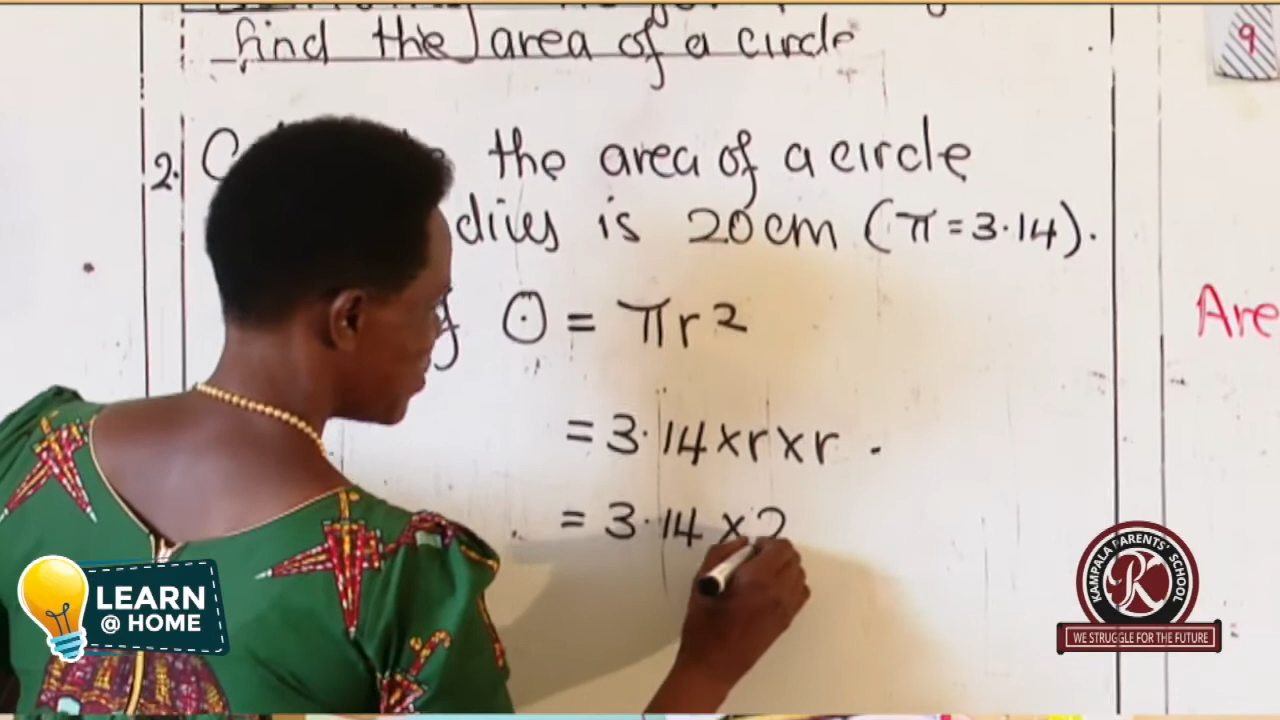 find the area of a circle
2. the area of a circle
is 20cm (π=3.14).
⊙ = πr²
= 3.14 x r x r .
= 3.14 x 2
9
Are
LEARN
@ HOME
KAMPALA PARENTS' SCHOOL
K
WE STRUGGLE FOR THE FUTURE